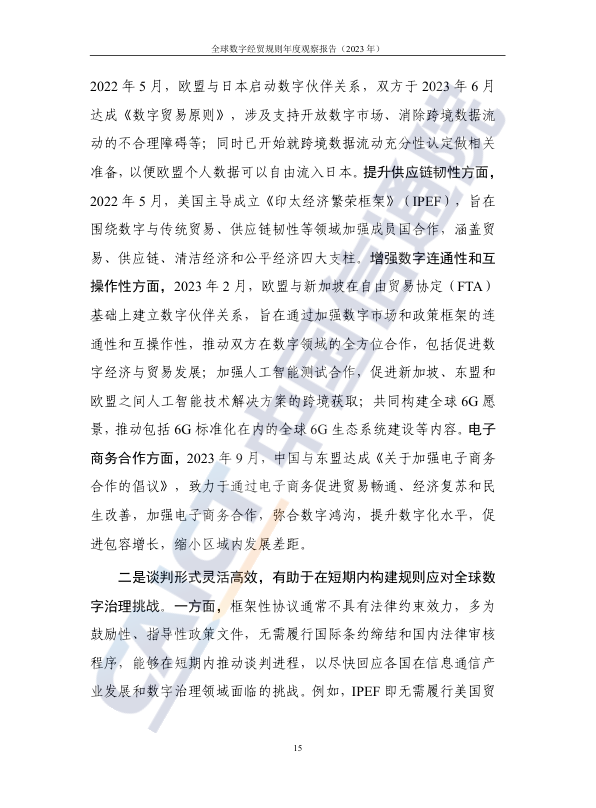 全球数字经贸规则年度观察报告（2023 年）
2022 年 5 月，欧盟与日本启动数字伙伴关系，双方于 2023 年 6 月
达成《数字贸易原则》，涉及支持开放数字市场、消除跨境数据流
动的不合理障碍等；同时已开始就跨境数据流动充分性认定做相关
准备，以便欧盟个人数据可以自由流入日本。提升供应链韧性方面，
2022 年 5 月，美国主导成立《印太经济繁荣框架》（IPEF），旨在
围绕数字与传统贸易、供应链韧性等领域加强成员国合作，涵盖贸
易、供应链、清洁经济和公平经济四大支柱。增强数字连通性和互
操作性方面，2023 年 2 月，欧盟与新加坡在自由贸易协定（FTA）
基础上建立数字伙伴关系，旨在通过加强数字市场和政策框架的连
通性和互操作性，推动双方在数字领域的全方位合作，包括促进数
字经济与贸易发展；加强人工智能测试合作，促进新加坡、东盟和
欧盟之间人工智能技术解决方案的跨境获取；共同构建全球 6G 愿
景，推动包括 6G 标准化在内的全球 6G 生态系统建设等内容。电子
商务合作方面，2023 年 9 月，中国与东盟达成《关于加强电子商务
合作的倡议》，致力于通过电子商务促进贸易畅通、经济复苏和民
生改善，加强电子商务合作，弥合数字鸿沟，提升数字化水平，促
进包容增长，缩小区域内发展差距。
二是谈判形式灵活高效，有助于在短期内构建规则应对全球数
字治理挑战。一方面，框架性协议通常不具有法律约束效力，多为
鼓励性、指导性政策文件，无需履行国际条约缔结和国内法律审核
程序，能够在短期内推动谈判进程，以尽快回应各国在信息通信产
业发展和数字治理领域面临的挑战。例如，IPEF 即无需履行美国贸
15
CAICT 中国信通院